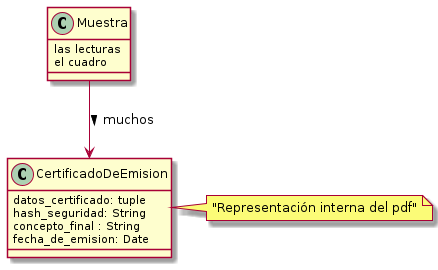 C Muestra
las lecturas
el cuadro
muchos
C CertificadoDeEmision
datos_certificado: tuple
hash_seguridad: String
concepto_final : String
fecha_de_emision: Date
"Representación interna del pdf"